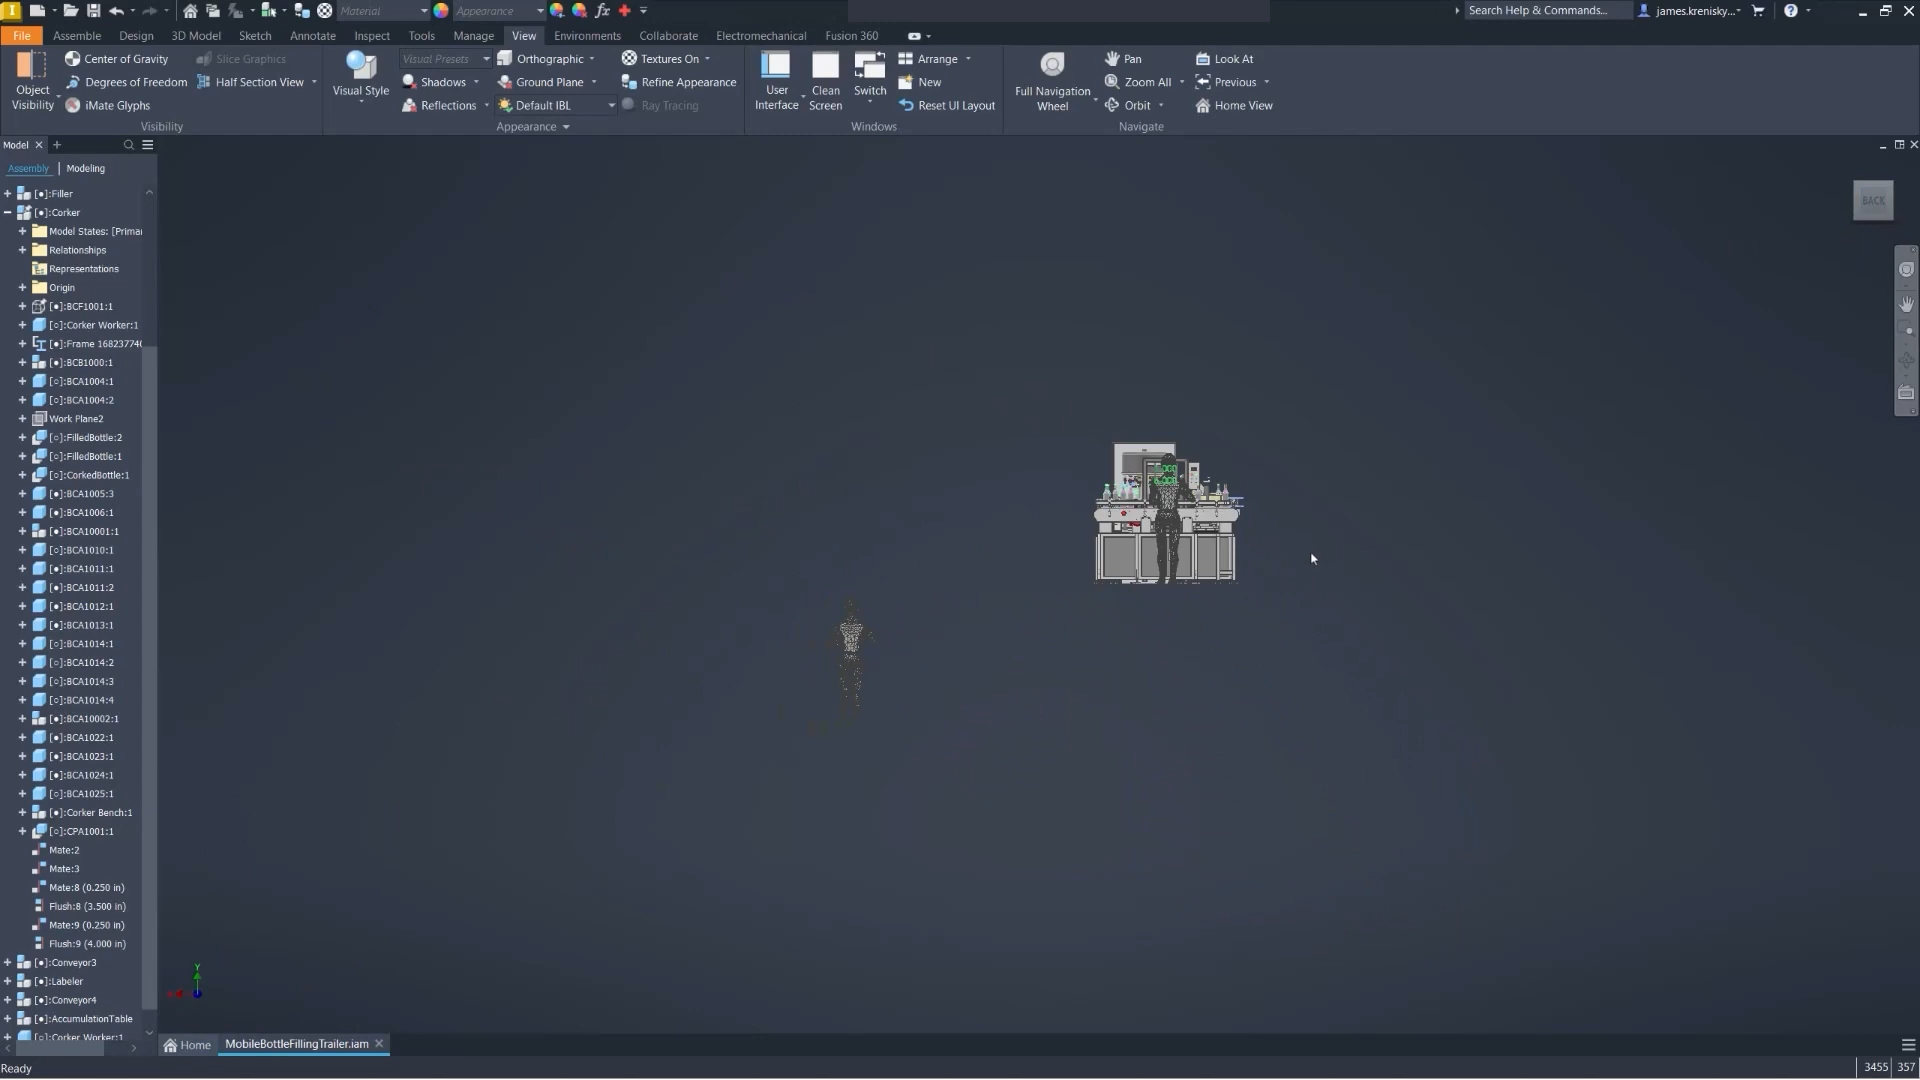 Material
Appearance
Search Help & Commands...
james.krenisky...
File
Assemble
Design
3D Model
Sketch
Annotate
Inspect
Tools
Manage
View
Environments
Collaborate
Electromechanical
Fusion 360
Object
Visibility
Center of Gravity
Slice Graphics
Degrees of Freedom
Half Section View
iMate Glyphs
Visibility
Visual Style
Visual Presets
Orthographic
Textures On
Shadows
Ground Plane
Refine Appearance
Reflections
Default IBL
Ray Tracing
Appearance
User
Interface
Clean
Screen
Switch
Arrange
New
Reset UI Layout
Windows
Full Navigation
Wheel
Pan
Look At
Zoom All
Previous
Orbit
Home View
Navigate
Model
Assembly | Modeling
[●]:Filler
[●]:Corker
Model States: [Primar
Relationships
Representations
Origin
[●]:BCF1001:1
[○]:Corker Worker:1
[●]:Frame 16823774
[●]:BCB1000:1
[○]:BCA1004:1
[○]:BCA1004:2
Work Plane2
[○]:FilledBottle:2
[○]:FilledBottle:1
[○]:CorkedBottle:1
[●]:BCA1005:3
[●]:BCA1006:1
[●]:BCA10001:1
[○]:BCA1010:1
[●]:BCA1011:1
[●]:BCA1011:2
[●]:BCA1012:1
[●]:BCA1013:1
[○]:BCA1014:1
[○]:BCA1014:2
[○]:BCA1014:3
[○]:BCA1014:4
[●]:BCA10002:1
[○]:BCA1022:1
[●]:BCA1023:1
[●]:BCA1024:1
[○]:BCA1025:1
[●]:Corker Bench:1
[○]:CPA1001:1
Mate:2
Mate:3
Mate:8 (0.250 in)
Flush:8 (3.500 in)
Mate:9 (0.250 in)
Flush:9 (4.000 in)
[●]:Conveyor3
[●]:Labeler
[●]:Conveyor4
[●]:AccumulationTable
[○]:Corker Worker:1
BACK
Y
Home
MobileBottleFillingTrailer.iam
Ready
3455 357